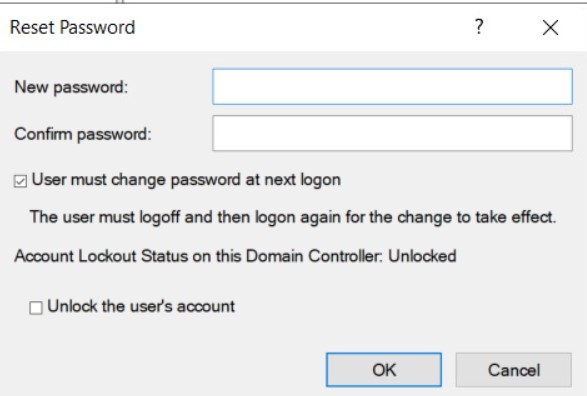 Reset Password ?
New password:
Confirm password:
User must change password at next logon
The user must logoff and then logon again for the change to take effect.
Account Lockout Status on this Domain Controller: Unlocked
Unlock the user's account
OK Cancel